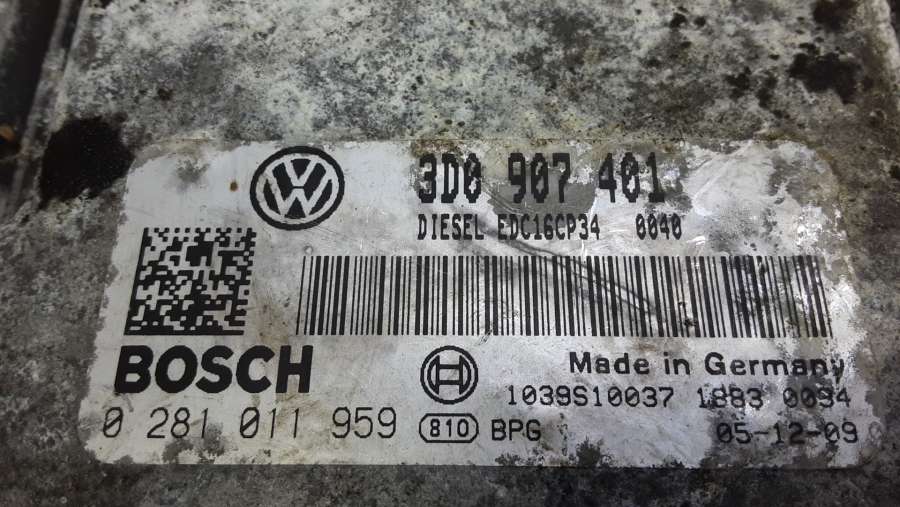 3D0 907 401
DIESEL EDC16CP34 0040
BOSCH
Made in Germany
1039S10037 1883 0094
0 281 011 959 810 BPG 05-12-09